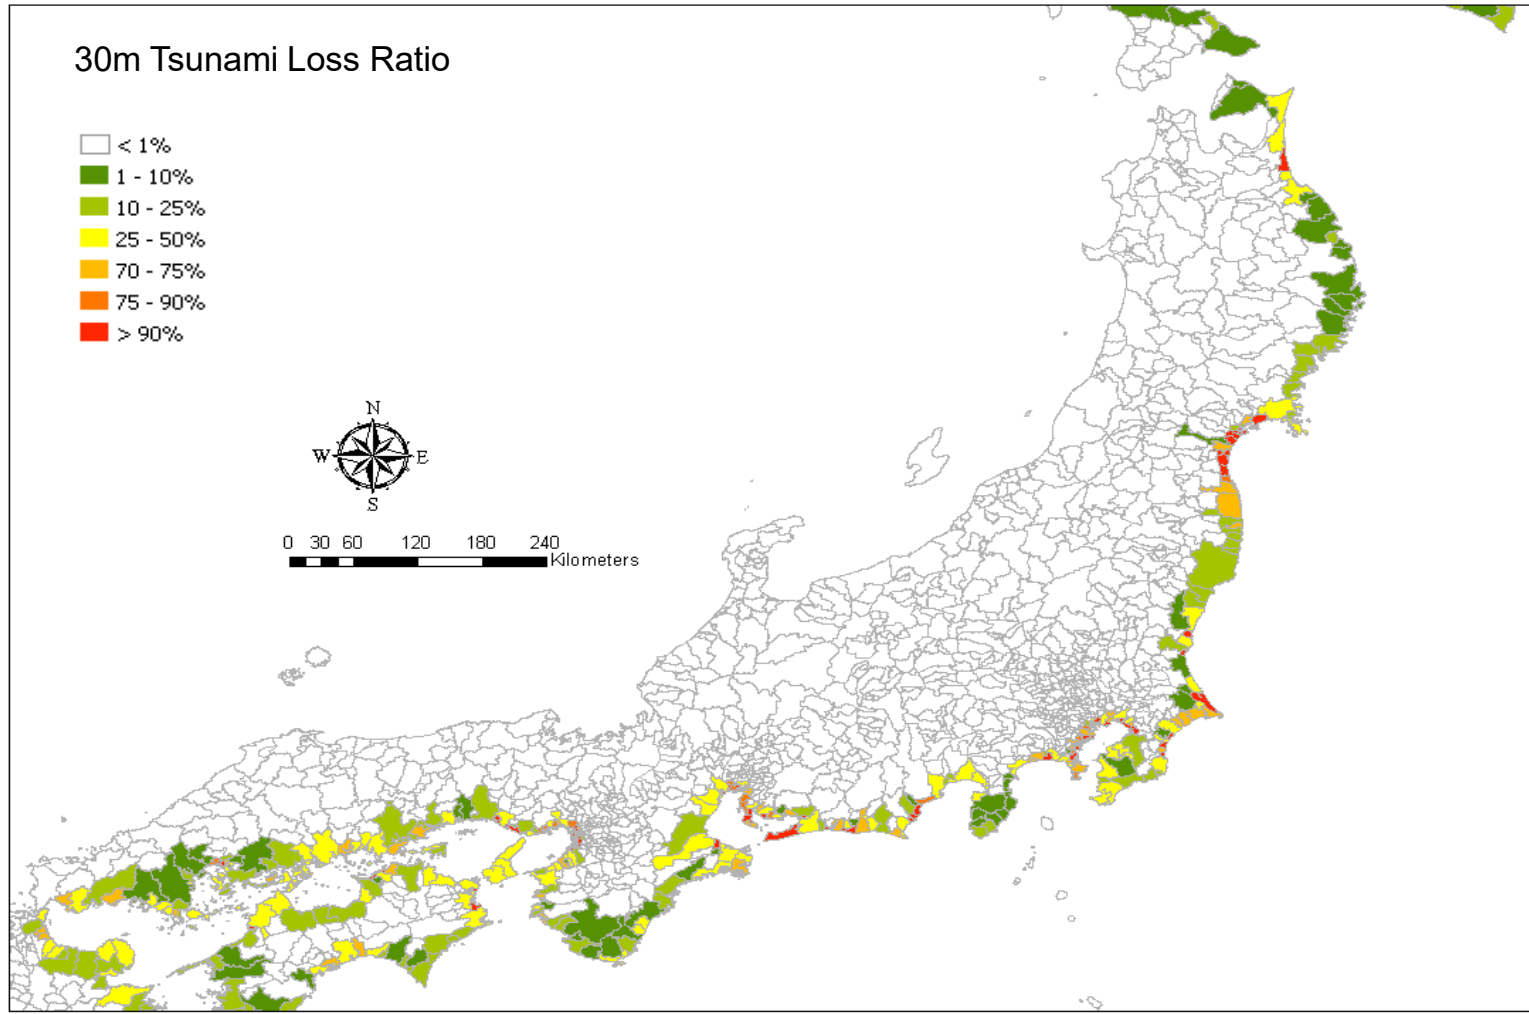 30m Tsunami Loss Ratio
< 1%
1 - 10%
10 - 25%
25 - 50%
70 - 75%
75 - 90%
> 90%
N
W E
S
0 30 60 120 180 240
Kilometers